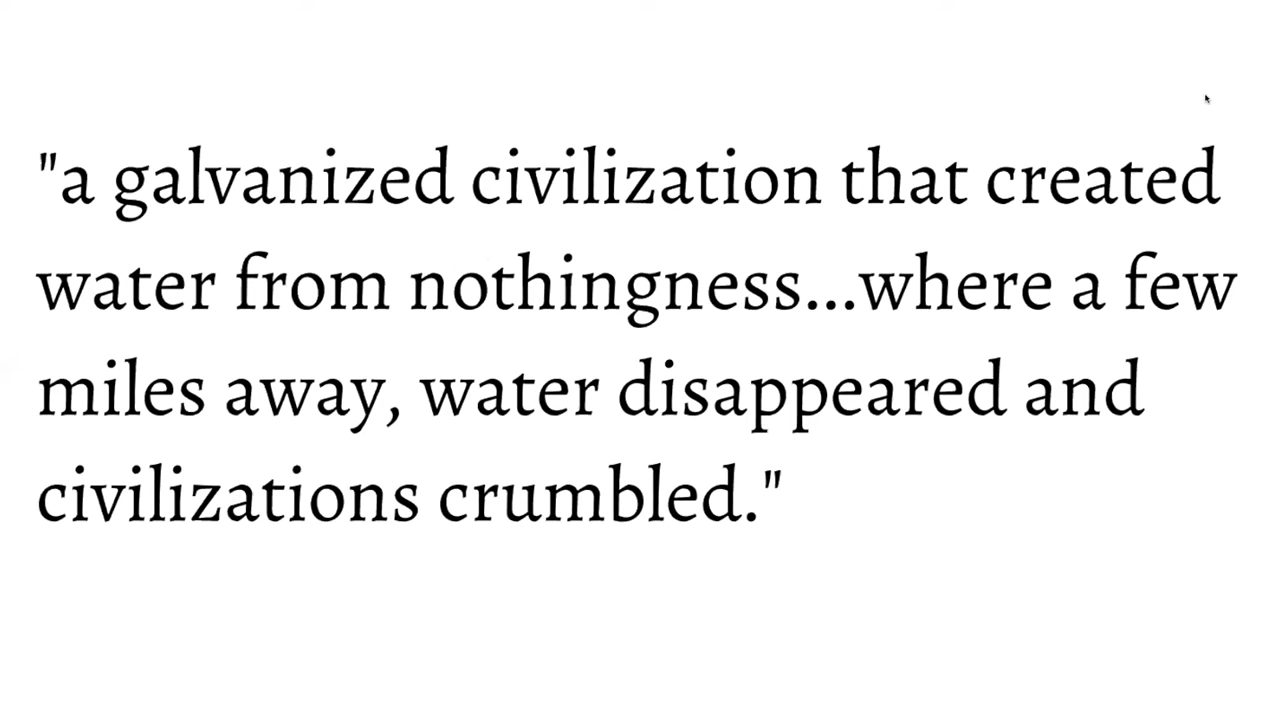 "a galvanized civilization that created
water from nothingness...where a few
miles away, water disappeared and
civilizations crumbled."